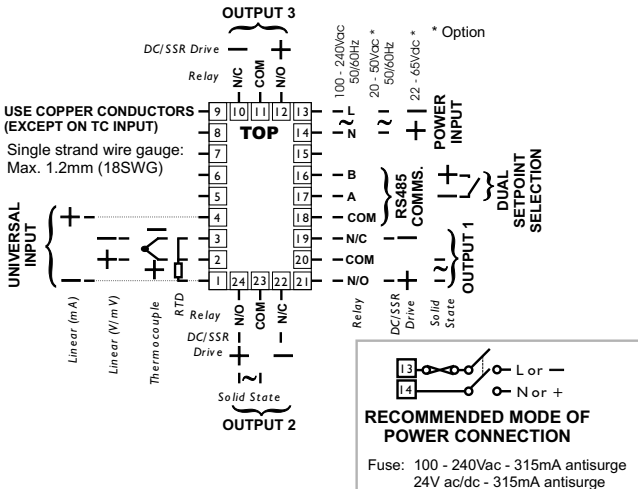 OUTPUT 3
DC/SSR Drive
Relay
N/C
COM
N/O
100 - 240Vac
50/60Hz
20 - 50Vac *
50/60Hz
22 - 65Vdc *
* Option
USE COPPER CONDUCTORS
(EXCEPT ON TC INPUT)
Single strand wire gauge:
Max. 1.2mm (18SWG)
9 10 11 12 13
L
8 TOP 14
N
POWER
INPUT
7 15
6 16
B
5 17
A
4 18
COM
RS485
COMMS.
DUAL
SETPOINT
SELECTION
3 19
N/C
2 20
COM
1 24 23 22 21
N/O
OUTPUT 1
UNIVERSAL
INPUT
Linear (mA)
Linear (V/mV)
Thermocouple
RTD
Relay
N/O
COM
N/C
DC/SSR
Drive
Solid State
OUTPUT 2
Relay
DC/SSR
Drive
Solid
State
13
L or −
14
N or +
RECOMMENDED MODE OF
POWER CONNECTION
Fuse: 100 - 240Vac - 315mA antisurge
24V ac/dc - 315mA antisurge